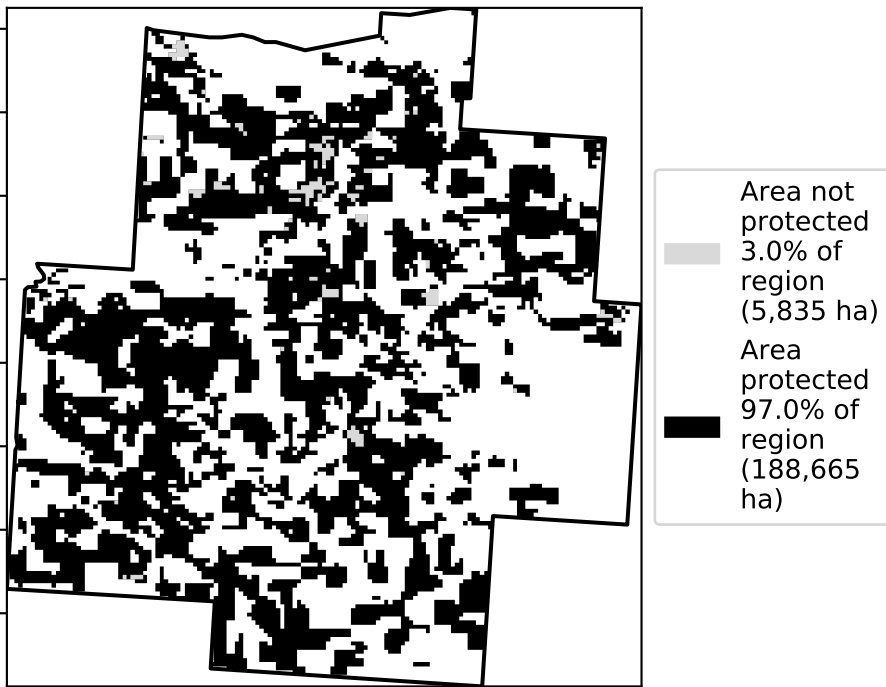 Area not
protected
3.0% of
region
(5,835 ha)
Area
protected
97.0% of
region
(188,665
ha)